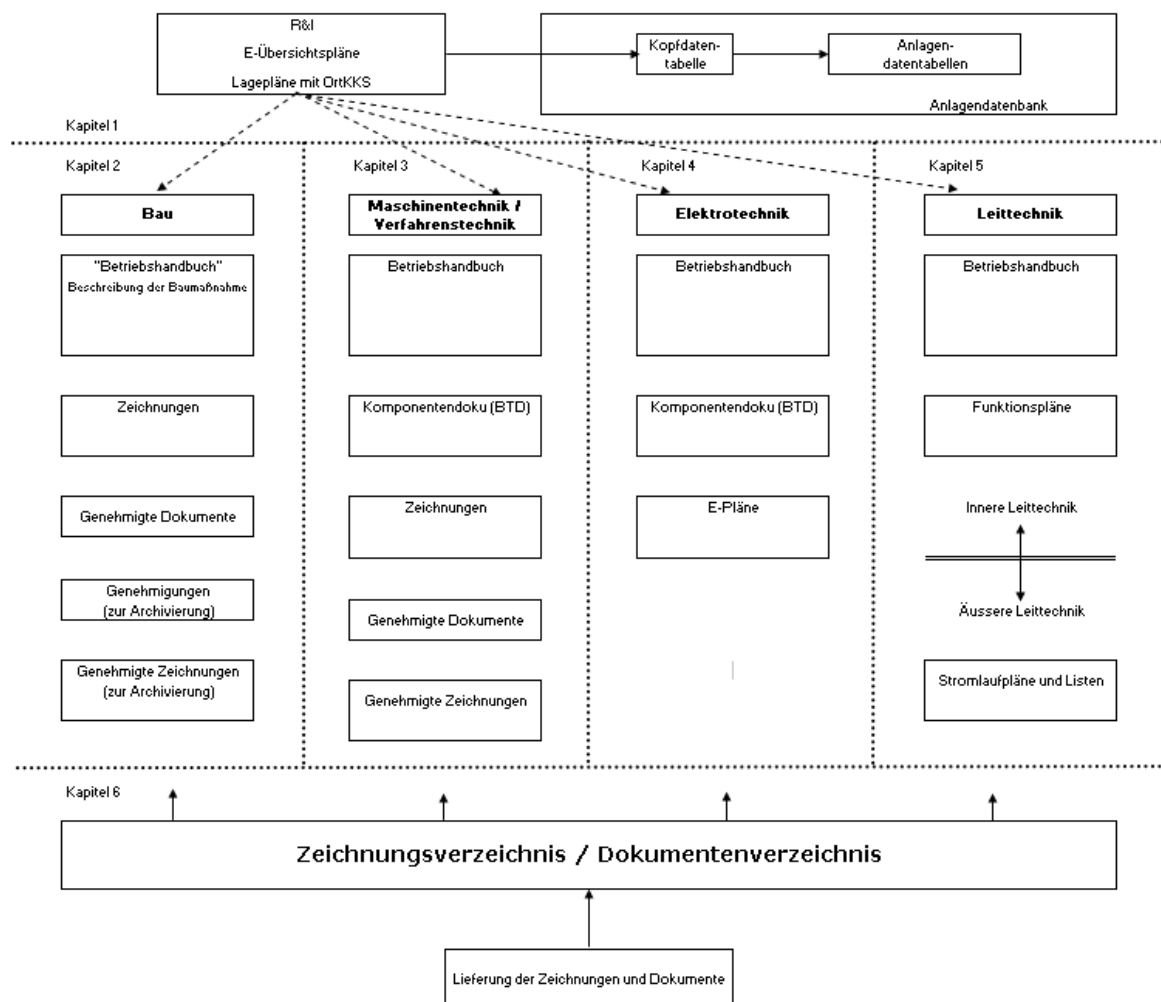 R&I
E-Übersichtspläne
Lagepläne mit OrtKKS
Kopfdaten-
tabelle
Anlagen-
datentabellen
Anlagendatenbank
Kapitel 1
Kapitel 2
Bau
"Betriebshandbuch"
Beschreibung der Baumaßnahme
Zeichnungen
Genehmigte Dokumente
Genehmigungen
(zur Archivierung)
Genehmigte Zeichnungen
(zur Archivierung)
Kapitel 3
Maschinentechnik /
Verfahrenstechnik
Betriebshandbuch
Komponentendoku (BTD)
Zeichnungen
Genehmigte Dokumente
Genehmigte Zeichnungen
Kapitel 4
Elektrotechnik
Betriebshandbuch
Komponentendoku (BTD)
E-Pläne
Kapitel 5
Leittechnik
Betriebshandbuch
Funktionspläne
Innere Leittechnik
Äussere Leittechnik
Stromlaufpläne und Listen
Kapitel 6
Zeichnungsverzeichnis / Dokumentenverzeichnis
Lieferung der Zeichnungen und Dokumente